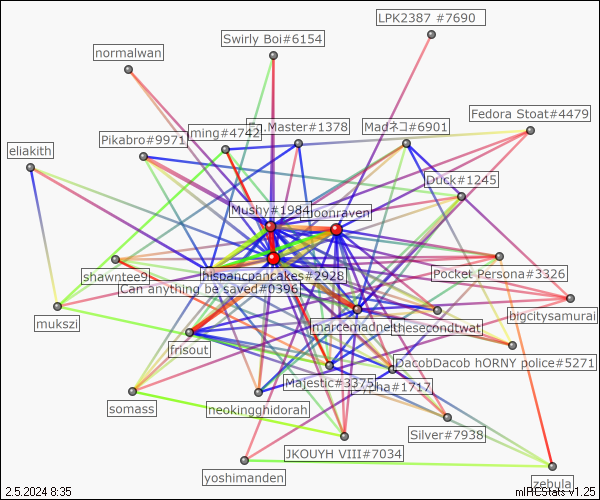 LPK2387 #7690
Swirly Boi#6154
normalwan
Fedora Stoat#4479
.Master#1378
Madネコ#6901
ming#4742
Pikabro#9971
eliakith
Duck#1245
Mushy#1984
oonraven
Pocket Persona#3326
shawntee9
hispancpancakes#2928
Can anything be saved#0396
bigcitysamurai
mukszi
marcemadne
thesecondtwat
frisout
DacobDacob hORNY police#5271
Majestic#3375
pha#1717
somass
neokingghidorah
Silver#7938
JKOUYH VIII#7034
yoshimanden
zebula
2.5.2024 8:35
mIRCStats v1.25